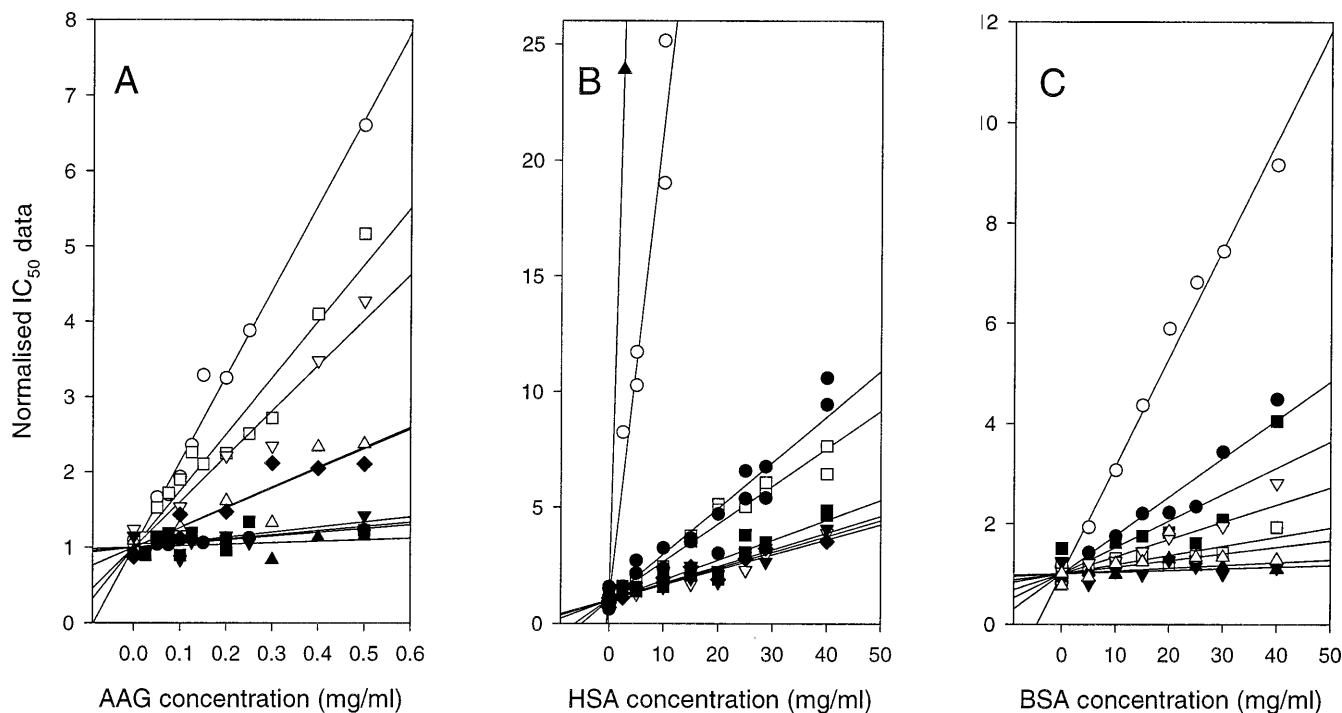 Normalised IC50 data
A
8
7
6
5
4
3
2
1
0
0.0 0.1 0.2 0.3 0.4 0.5 0.6
AAG concentration (mg/ml)
B
25
20
15
10
5
0
0 10 20 30 40 50
HSA concentration (mg/ml)
C
12
10
8
6
4
2
0
0 10 20 30 40 50
BSA concentration (mg/ml)